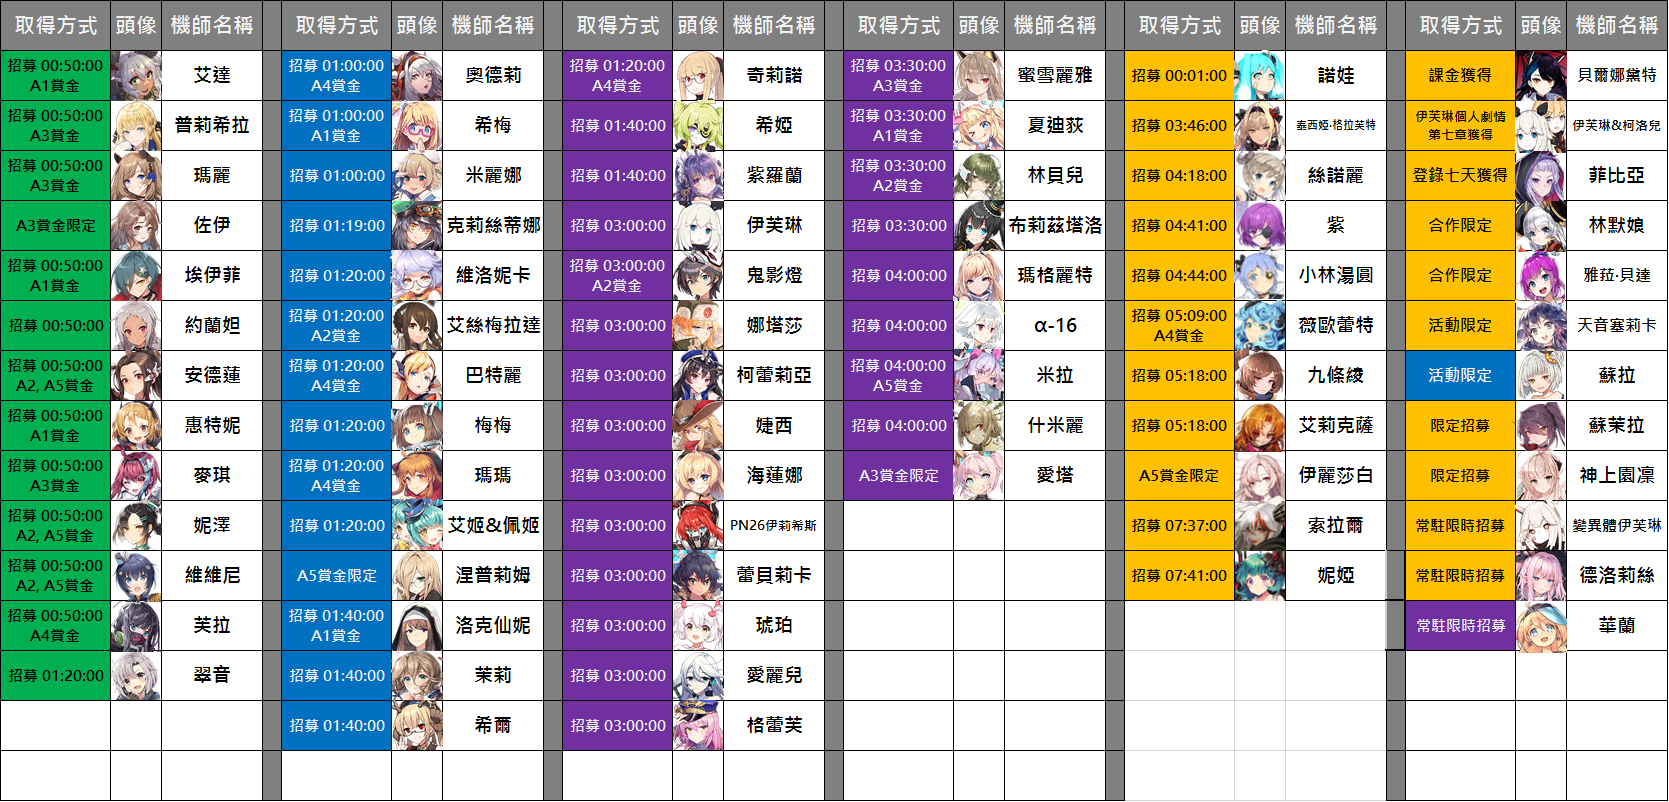 取得方式 頭像 機師名稱 取得方式 頭像 機師名稱 取得方式 頭像 機師名稱 取得方式 頭像 機師名稱 取得方式 頭像 機師名稱 取得方式 頭像 機師名稱
招募 00:50:00
A1賞金
艾達
招募 01:00:00
A4賞金
奧德莉
招募 01:20:00
A4賞金
奇莉諾
招募 03:30:00
A3賞金
蜜雪麗雅
招募 00:01:00
諾娃
課金獲得
貝爾娜黛特
招募 00:50:00
A3賞金
普莉希拉
招募 01:00:00
A1賞金
希梅
招募 01:40:00
希婭
招募 03:30:00
A1賞金
夏迪荻
招募 03:46:00
泰西婭·格拉芙特
伊芙琳個人劇情
第七章獲得
伊芙琳&柯洛兒
招募 00:50:00
A3賞金
瑪麗
招募 01:00:00
米麗娜
招募 01:40:00
紫羅蘭
招募 03:30:00
A2賞金
林貝兒
招募 04:18:00
絲諾麗
登錄七天獲得
菲比亞
A3賞金限定
佐伊
招募 01:19:00
克莉絲蒂娜
招募 03:00:00
伊芙琳
招募 03:30:00
布莉茲塔洛
招募 04:41:00
紫
合作限定
林默娘
招募 00:50:00
A1賞金
埃伊菲
招募 01:20:00
維洛妮卡
招募 03:00:00
A2賞金
鬼影燈
招募 04:00:00
瑪格麗特
招募 04:44:00
小林湯圓
合作限定
雅菈·貝達
招募 00:50:00
約蘭妲
招募 01:20:00
A2賞金
艾絲梅拉達
招募 03:00:00
娜塔莎
招募 04:00:00
α-16
招募 05:09:00
A4賞金
薇歐蕾特
活動限定
天音塞莉卡
招募 00:50:00
A2, A5賞金
安德蓮
招募 01:20:00
A4賞金
巴特麗
招募 03:00:00
柯蕾莉亞
招募 04:00:00
A5賞金
米拉
招募 05:18:00
九條綾
活動限定
蘇拉
招募 00:50:00
A1賞金
惠特妮
招募 01:20:00
梅梅
招募 03:00:00
婕西
招募 04:00:00
什米麗
招募 05:18:00
艾莉克薩
限定招募
蘇茉拉
招募 00:50:00
A3賞金
麥琪
招募 01:20:00
A4賞金
瑪瑪
招募 03:00:00
海蓮娜
A3賞金限定
愛塔
A5賞金限定
伊麗莎白
限定招募
神上園凜
招募 00:50:00
A2, A5賞金
妮澤
招募 01:20:00
艾姬&佩姬
招募 03:00:00
PN26伊莉希斯
招募 07:37:00
索拉爾
常駐限時招募
變異體伊芙琳
招募 00:50:00
A2, A5賞金
維維尼
A5賞金限定
涅普莉姆
招募 03:00:00
蕾貝莉卡
招募 07:41:00
妮婭
常駐限時招募
德洛莉絲
招募 00:50:00
A4賞金
芙拉
招募 01:40:00
A1賞金
洛克仙妮
招募 03:00:00
琥珀
常駐限時招募
華蘭
招募 01:20:00
翠音
招募 01:40:00
茉莉
招募 03:00:00
愛麗兒
招募 01:40:00
希爾
招募 03:00:00
格蕾芙